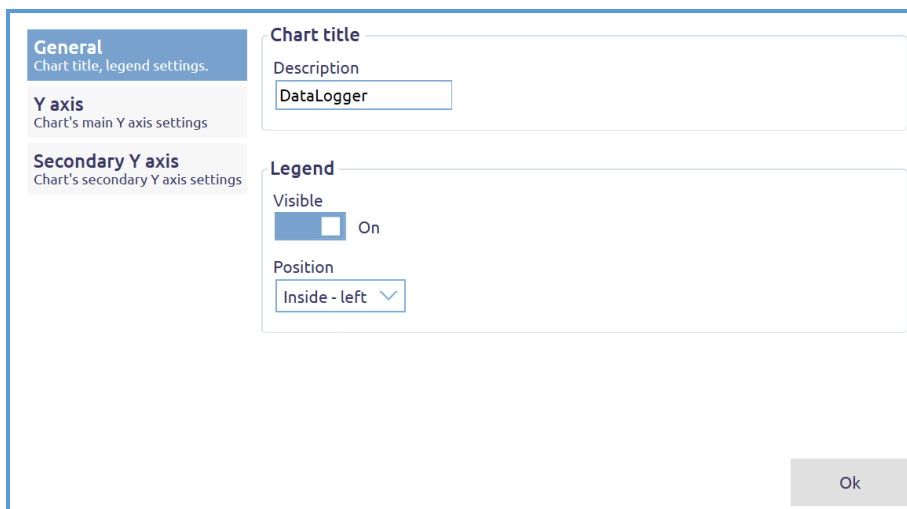 General
Chart title, legend settings.
Y axis
Chart's main Y axis settings
Secondary Y axis
Chart's secondary Y axis settings
Chart title
Description
DataLogger
Legend
Visible
On
Position
Inside - left
Ok